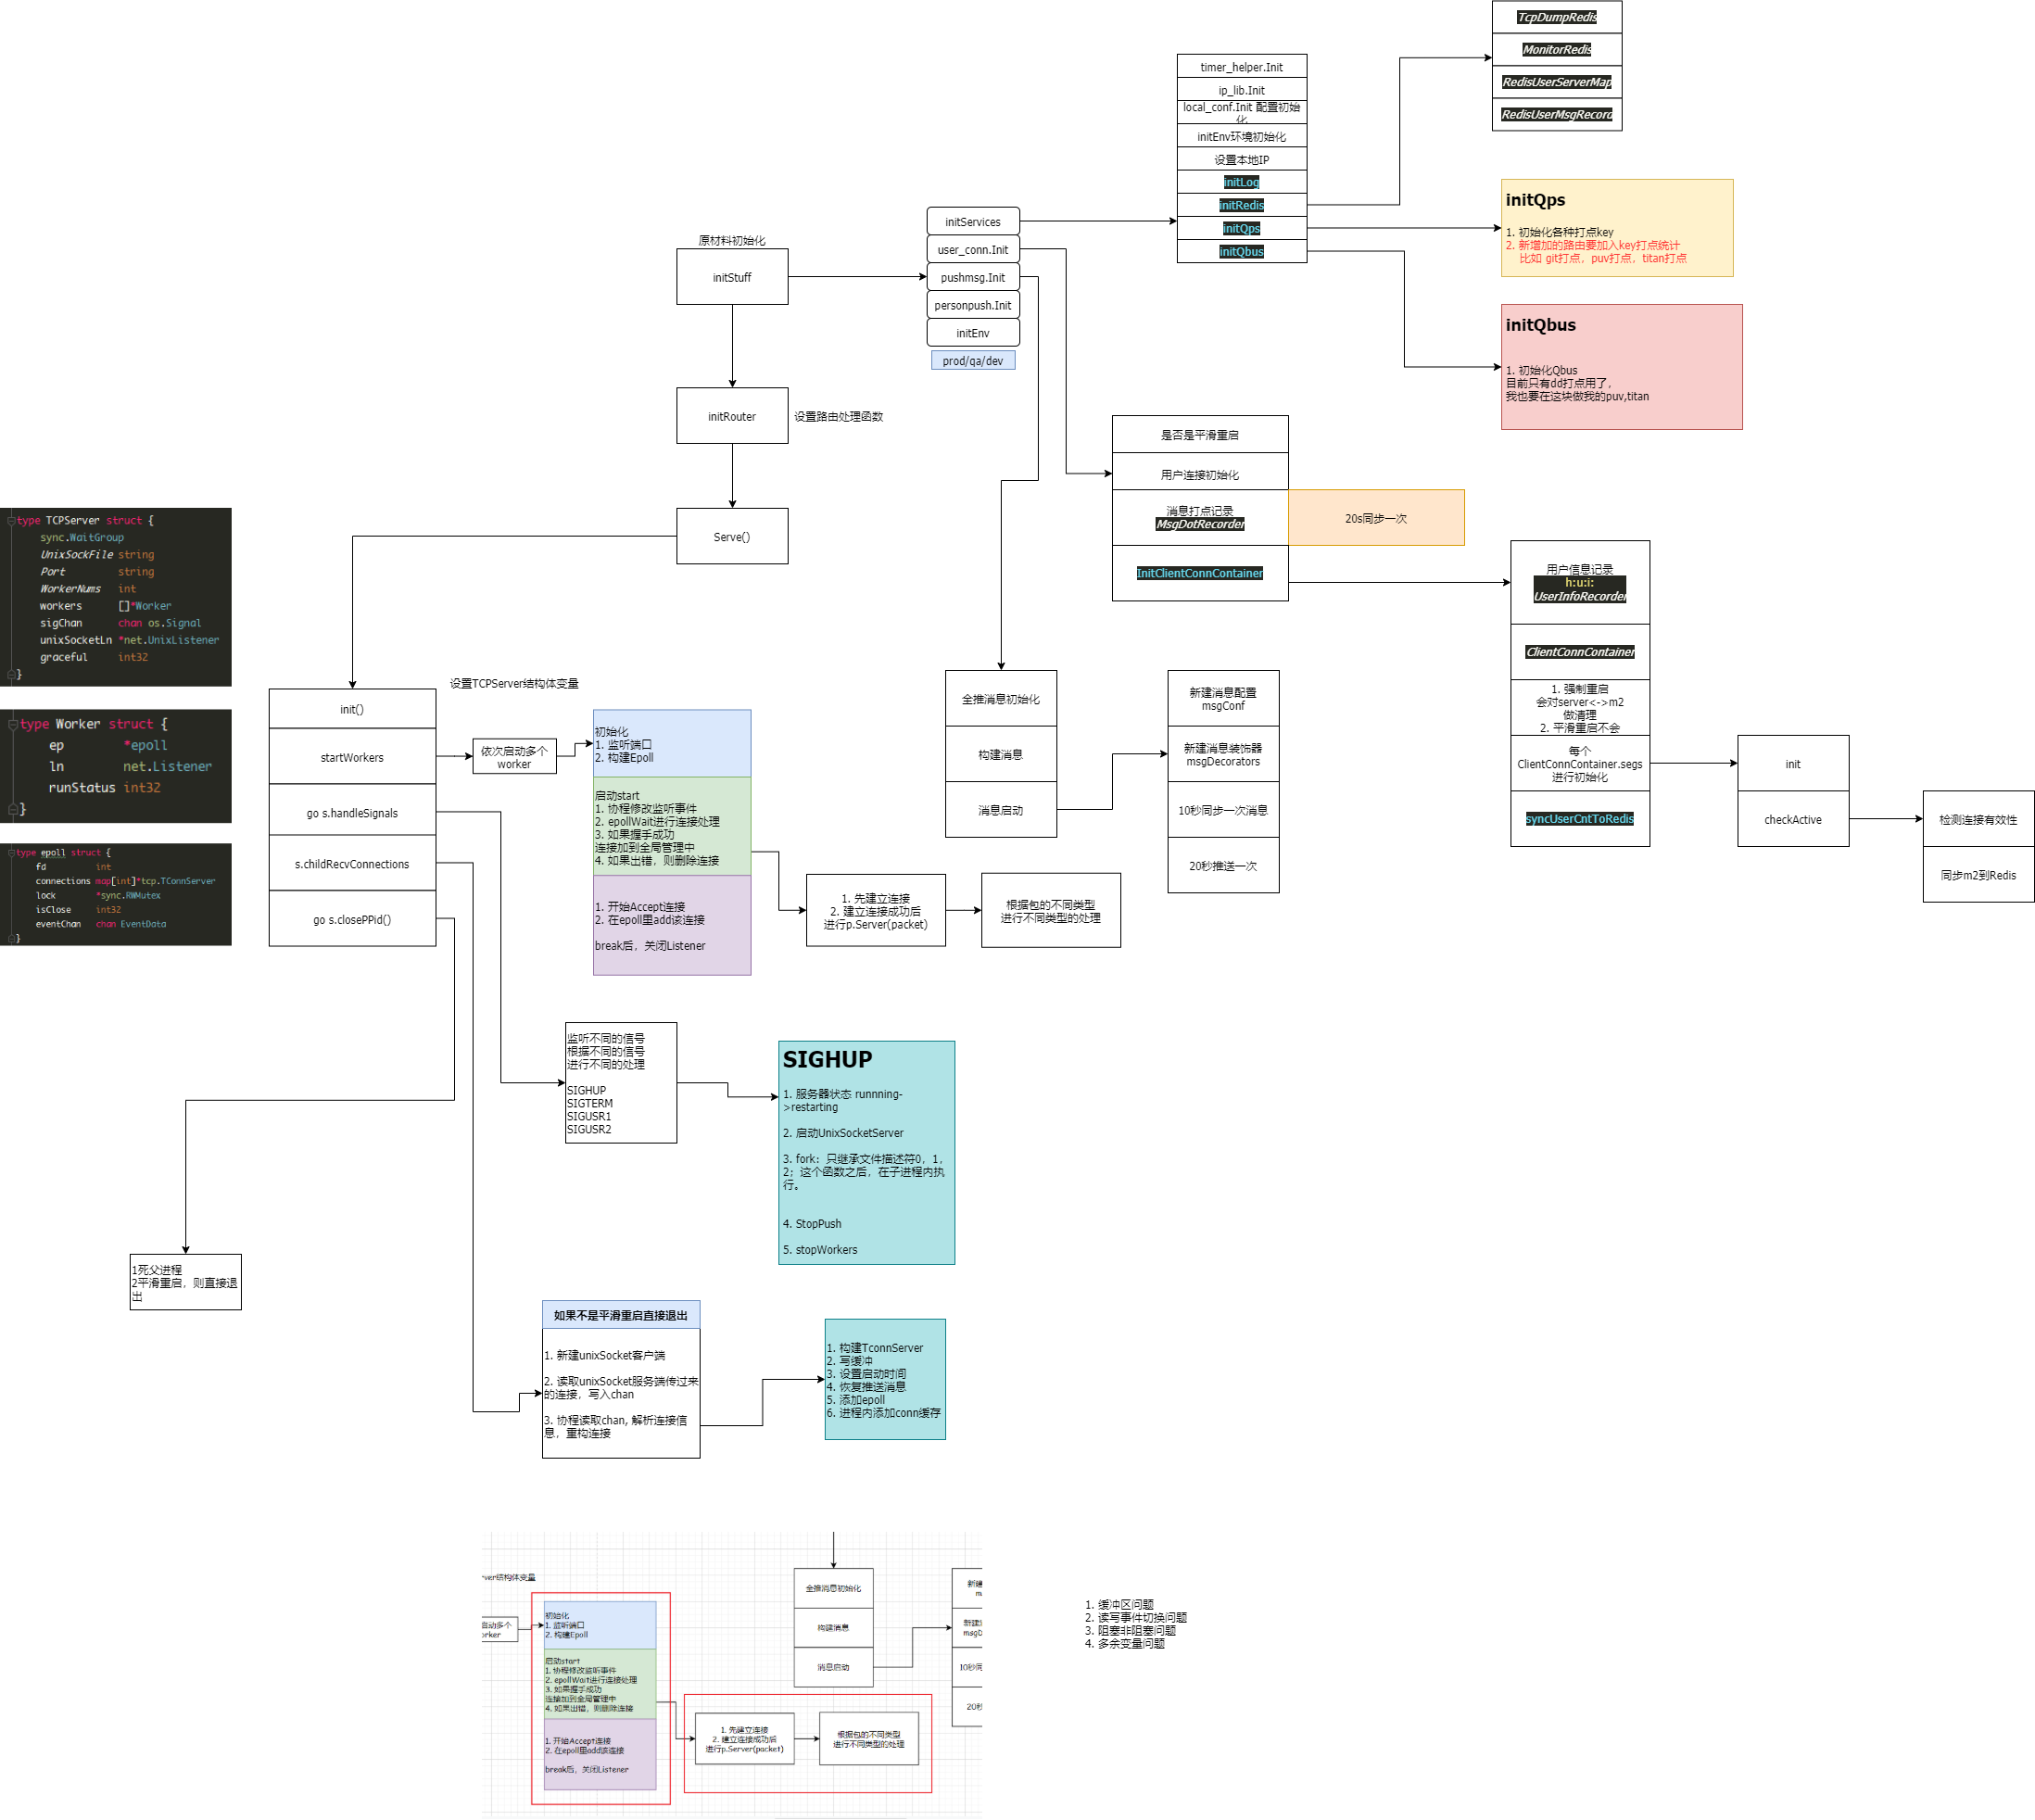 TcpDumpRedis
MonitorRedis
RedisUserServerMap
RedisUserMsgRecord
timer_helper.Init
ip_lib.Init
local_conf.Init 配置初始
化
initEnv环境初始化
设置本地IP
initLog
initRedis
initQps
initQbus
initQps
1. 初始化各种打点key
2. 新增加的路由要加入key打点统计
比如 git打点，puv打点，titan打点
initQbus
1. 初始化Qbus
目前只有dd打点用了，
我也要在这块做我的puv,titan
原材料初始化
initStuff
initServices
user_conn.Init
pushmsg.Init
personpush.Init
initEnv
prod/qa/dev
initRouter
设置路由处理函数
Serve()
是否是平滑重启
用户连接初始化
消息打点记录
MsgDotRecorder
20s同步一次
InitClientConnContainer
用户信息记录
h:u:i:
UserInfoRecorder
ClientConnContainer
1. 强制重启
会对server<->m2
做清理
2. 平滑重启不会
每个
ClientConnContainer.segs
进行初始化
syncUserCntToRedis
init
checkActive
检测连接有效性
同步m2到Redis
type TCPServer struct {
sync.WaitGroup
UnixSockFile string
Port string
WorkerNums int
workers []*Worker
sigChan chan os.Signal
unixSocketLn *net.UnixListener
graceful int32
}
type Worker struct {
ep *epoll
ln net.Listener
runStatus int32
}
type epoll struct {
fd int
connections map[int]*tcp.TConnServer
lock *sync.RWMutex
isClose int32
eventChan chan EventData
}
设置TCPServer结构体变量
init()
startWorkers
go s.handleSignals
s.childRecvConnections
go s.closePPid()
依次启动多个
worker
初始化
1. 监听端口
2. 构建Epoll
启动start
1. 协程修改监听事件
2. epollWait进行连接处理
3. 如果握手成功
连接加到全局管理中
4. 如果出错，则删除连接
1. 开始Accept连接
2. 在epoll里add该连接
break后，关闭Listener
1. 先建立连接
2. 建立连接成功后
进行p.Server(packet)
根据包的不同类型
进行不同类型的处理
全推消息初始化
构建消息
消息启动
新建消息配置
msgConf
新建消息装饰器
msgDecorators
10秒同步一次消息
20秒推送一次
监听不同的信号
根据不同的信号
进行不同的处理
SIGHUP
SIGTERM
SIGUSR1
SIGUSR2
SIGHUP
1. 服务器状态 runnning-
>restarting
2. 启动UnixSocketServer
3. fork：只继承文件描述符0，1，
2；这个函数之后，在子进程内执
行。
4. StopPush
5. stopWorkers
1死父进程
2平滑重启，则直接退
出
如果不是平滑重启直接退出
1. 新建unixSocket客户端
2. 读取unixSocket服务端传过来
的连接，写入chan
3. 协程读取chan, 解析连接信
息，重构连接
1. 构建TconnServer
2. 写缓冲
3. 设置启动时间
4. 恢复推送消息
5. 添加epoll
6. 进程内添加conn缓存
rver结构体变量
启动多个
orker
初始化
1. 监听端口
2. 构建Epoll
启动start
1. 协程修改监听事件
2. epollWait进行连接处理
3. 如果握手成功
连接加到全局管理中
4. 如果出错，则删除连接
1. 开始Accept连接
2. 在epoll里add该连接
break后，关闭Listener
1. 先建立连接
2. 建立连接成功后
进行p.Server(packet)
根据包的不同类型
进行不同类型的处理
全推消息初始化
构建消息
消息启动
新建
m
新建
msgD
10秒同
20秒
1. 缓冲区问题
2. 读写事件切换问题
3. 阻塞非阻塞问题
4. 多余变量问题